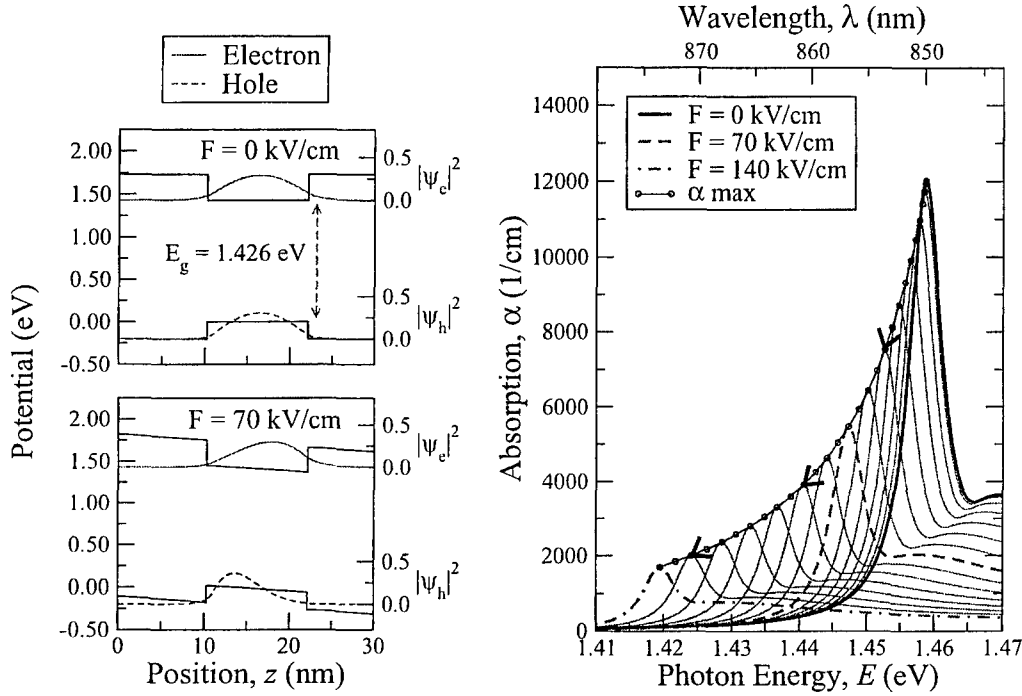 Electron
Hole
Potential (eV)
2.00
1.50
1.00
0.50
0.00
-0.50
F = 0 kV/cm
0.5
0.0
|ψe|²
E_g = 1.426 eV
0.5
0.0
|ψh|²
2.00
1.50
1.00
0.50
0.00
-0.50
F = 70 kV/cm
0.5
0.0
|ψe|²
0.5
0.0
|ψh|²
0
10
20
30
Position, z (nm)
Wavelength, λ (nm)
870
860
850
F = 0 kV/cm
F = 70 kV/cm
F = 140 kV/cm
α max
Absorption, α (1/cm)
14000
12000
10000
8000
6000
4000
2000
0
1.41
1.42
1.43
1.44
1.45
1.46
1.47
Photon Energy, E (eV)